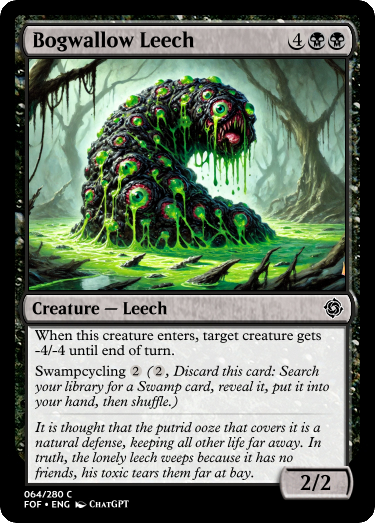 Bogwallow Leech 4
Creature — Leech
When this creature enters, target creature gets
-4/-4 until end of turn.
Swampcycling 2 (2, Discard this card: Search
your library for a Swamp card, reveal it, put it into
your hand, then shuffle.)
It is thought that the putrid ooze that covers it is a
natural defense, keeping all other life far away. In
truth, the lonely leech weeps because it has no
friends, his toxic tears them far at bay.
2/2
064/280 C
FOF • ENG ChatGPT